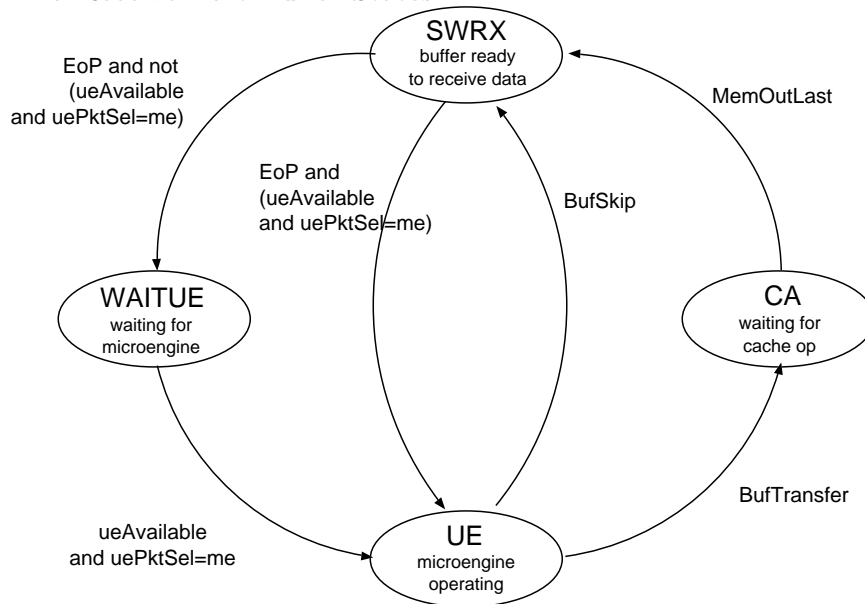 SWRX
buffer ready
to receive data
EoP and not
(ueAvailable
and uePktSel=me)
MemOutLast
EoP and
(ueAvailable
and uePktSel=me)
BufSkip
WAITUE
waiting for
microengine
CA
waiting for
cache op
BufTransfer
ueAvailable
and uePktSel=me
UE
microengine
operating